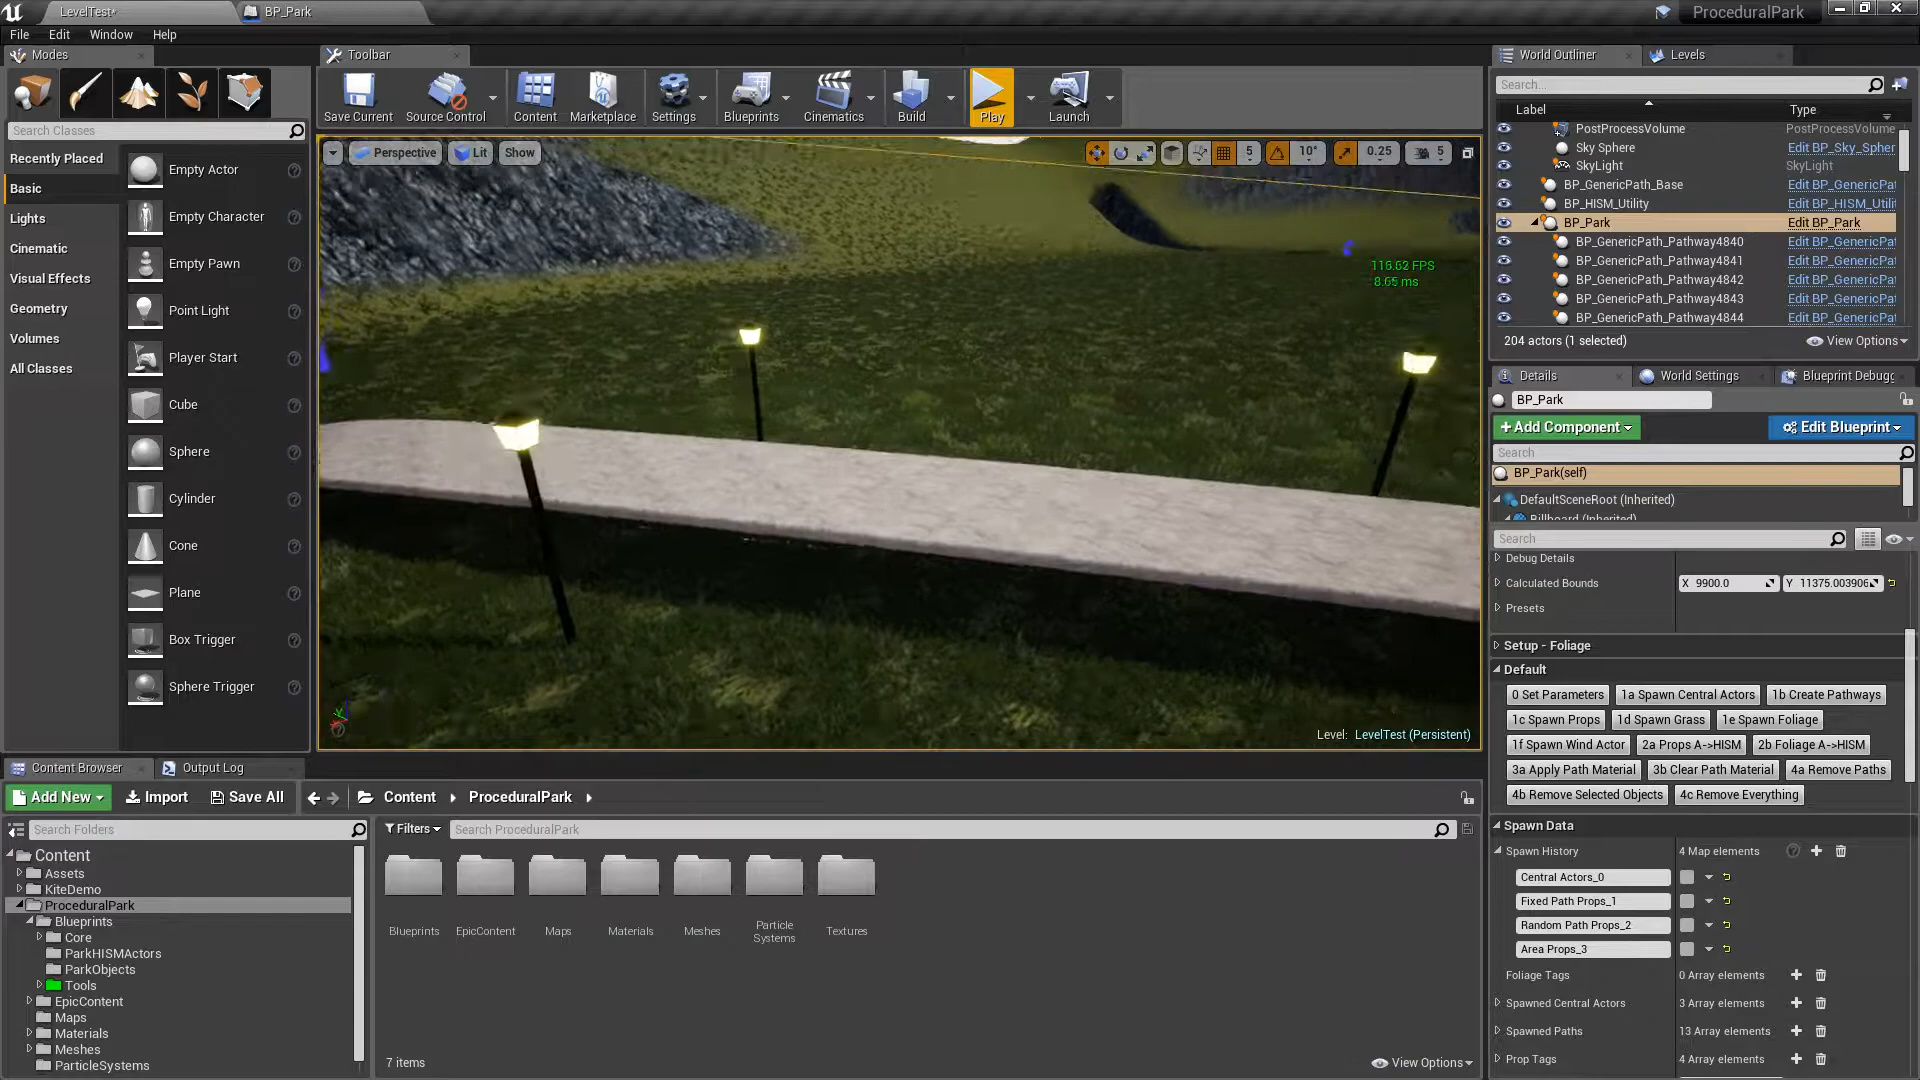 LevelTest*
BP_Park
ProceduralPark
File
Edit
Window
Help
Modes
Toolbar
World Outliner
Levels
Save Current
Source Control
Content
Marketplace
Settings
Blueprints
Cinematics
Build
Play
Launch
Search Classes
Recently Placed
Basic
Lights
Cinematic
Visual Effects
Geometry
Volumes
All Classes
Empty Actor
Empty Character
Empty Pawn
Point Light
Player Start
Cube
Sphere
Cylinder
Cone
Plane
Box Trigger
Sphere Trigger
Perspective
Lit
Show
5
10°
0.25
5
8.65 ms
Level: LevelTest (Persistent)
Search...
Label
Type
PostProcessVolume
PostProcessVolume
Sky Sphere
Edit BP_Sky_Spher
SkyLight
SkyLight
BP_GenericPath_Base
Edit BP_GenericPat
BP_HISM_Utility
Edit BP_HISM_Utilit
BP_Park
Edit BP_Park
BP_GenericPath_Pathway4840
Edit BP_GenericPat
BP_GenericPath_Pathway4841
Edit BP_GenericPat
BP_GenericPath_Pathway4842
Edit BP_GenericPat
BP_GenericPath_Pathway4843
Edit BP_GenericPat
BP_GenericPath_Pathway4844
Edit BP_GenericPat
204 actors (1 selected)
View Options
Details
World Settings
Blueprint Debugg
BP_Park
+Add Component
Edit Blueprint
Search
BP_Park(self)
DefaultSceneRoot (Inherited)
Billboard (Inherited)
Search
Debug Details
Calculated Bounds
X 9900.0
Y 11375.003906
Presets
Setup - Foliage
Default
0 Set Parameters
1a Spawn Central Actors
1b Create Pathways
1c Spawn Props
1d Spawn Grass
1e Spawn Foliage
1f Spawn Wind Actor
2a Props A->HISM
2b Foliage A->HISM
3a Apply Path Material
3b Clear Path Material
4a Remove Paths
4b Remove Selected Objects
4c Remove Everything
Spawn Data
Spawn History
4 Map elements
Central Actors_0
Fixed Path Props_1
Random Path Props_2
Area Props_3
Foliage Tags
0 Array elements
Spawned Central Actors
3 Array elements
Spawned Paths
13 Array elements
Prop Tags
4 Array elements
Content Browser
Output Log
Add New
Import
Save All
Content
ProceduralPark
Search Folders
Filters
Search ProceduralPark
Content
Assets
KiteDemo
ProceduralPark
Blueprints
Core
ParkHISMActors
ParkObjects
Tools
EpicContent
Maps
Materials
Meshes
ParticleSystems
Blueprints
EpicContent
Maps
Materials
Meshes
Particle
Systems
Textures
7 items
View Options